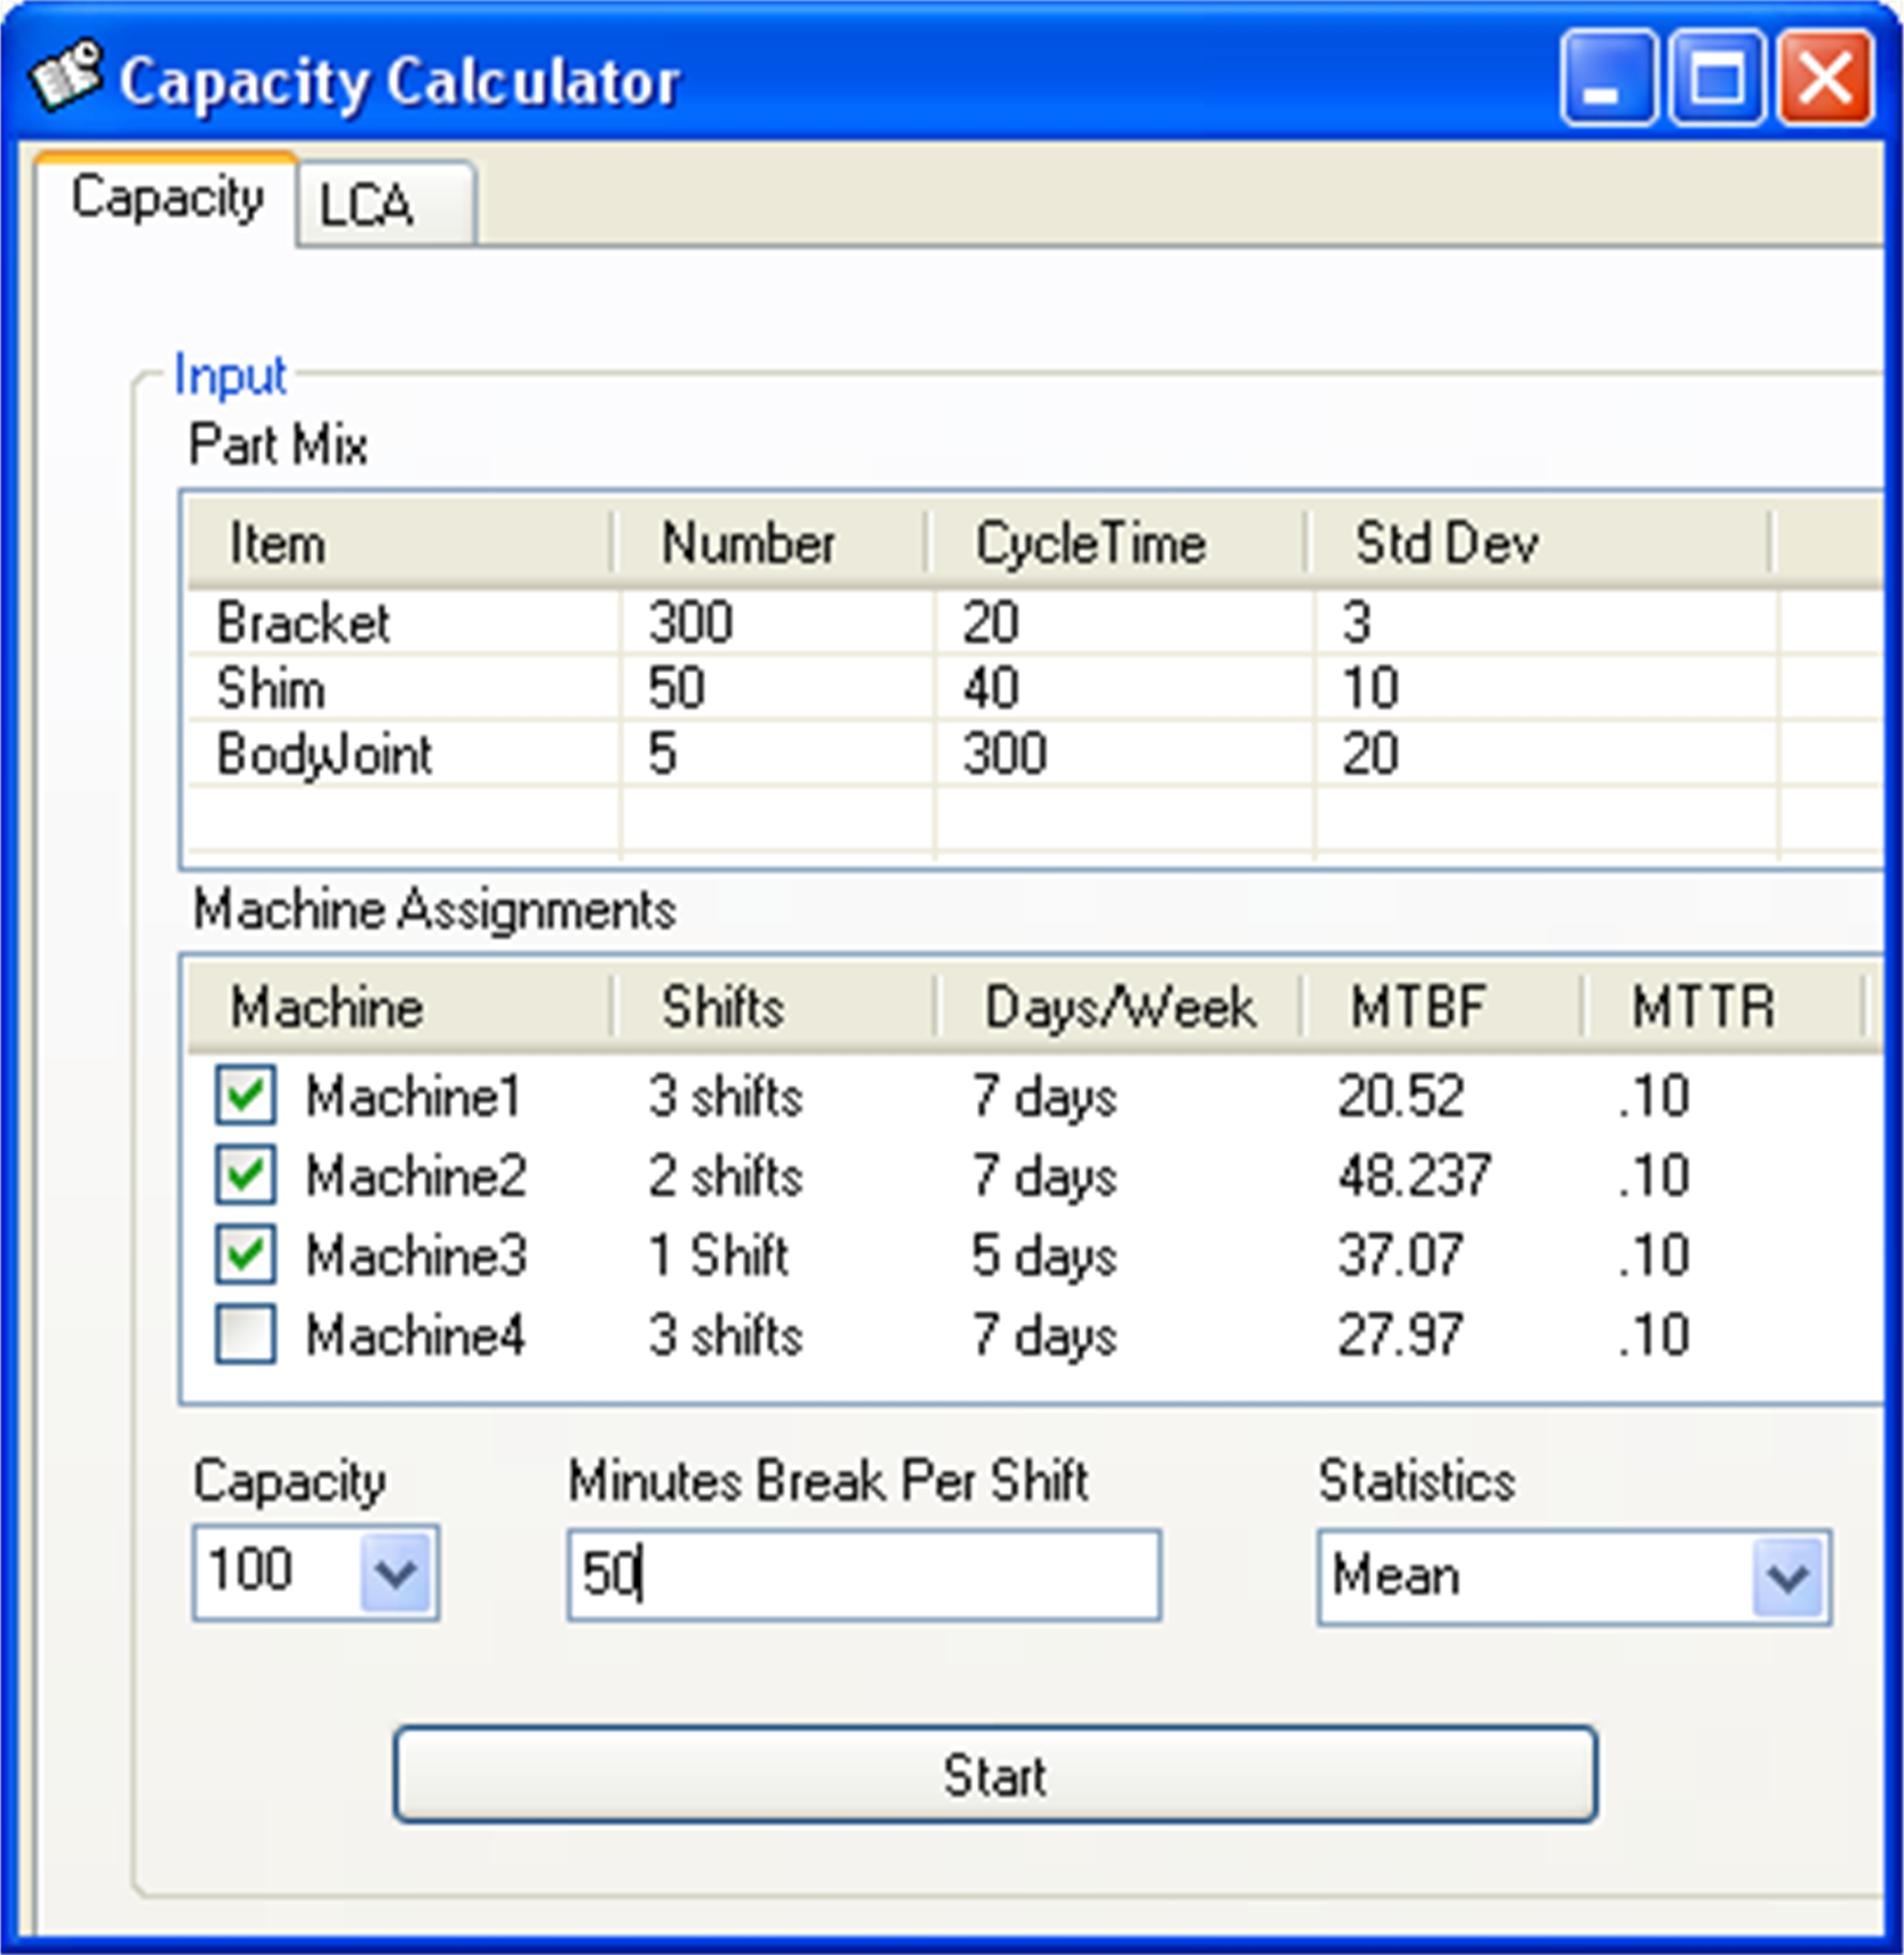 Capacity Calculator
Capacity LCA
Input
Part Mix
Item Number CycleTime Std Dev
Bracket 300 20 3
Shim 50 40 10
BodyJoint 5 300 20
Machine Assignments
Machine Shifts Days/Week MTBF MTTR
Machine1 3 shifts 7 days 20.52 .10
Machine2 2 shifts 7 days 48.237 .10
Machine3 1 Shift 5 days 37.07 .10
Machine4 3 shifts 7 days 27.97 .10
Capacity Minutes Break Per Shift Statistics
100 50 Mean
Start